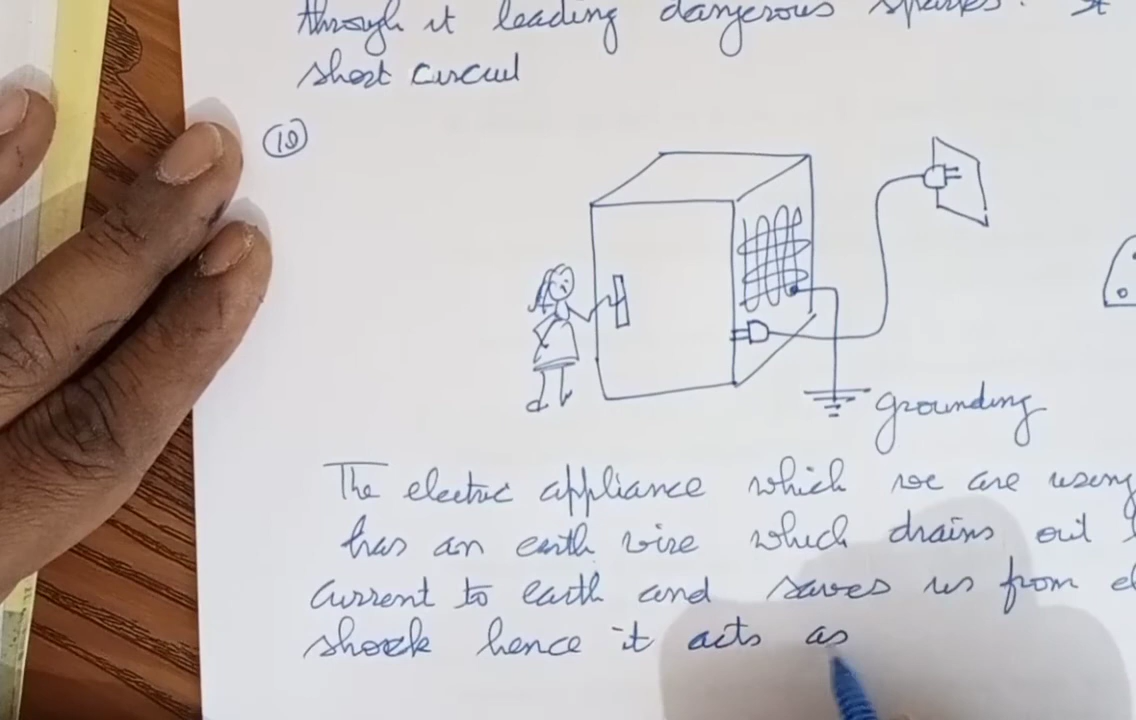 through it leading dangerous sparks. It
short circuit
10
grounding
The electric appliance which we are using
has an earth wire which drains out
current to earth and saves us from
shock hence it acts as